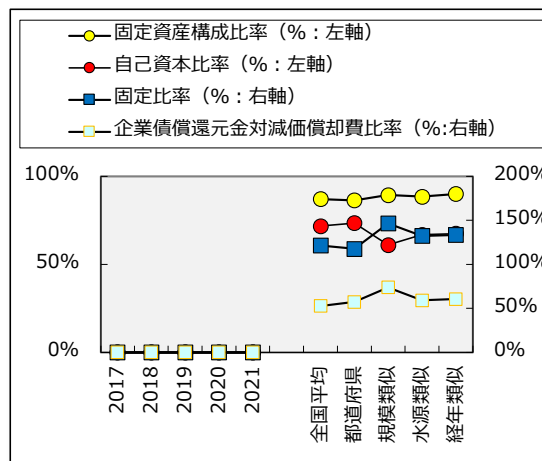 固定資産構成比率（%：左軸）
自己資本比率（%：左軸）
固定比率（%：右軸）
企業債償還元金対減価償却費比率（%:右軸）
100%
50%
0%
200%
150%
100%
50%
0%
2017
2018
2019
2020
2021
全国平均
都道府県
規模類似
水源類似
経年類似